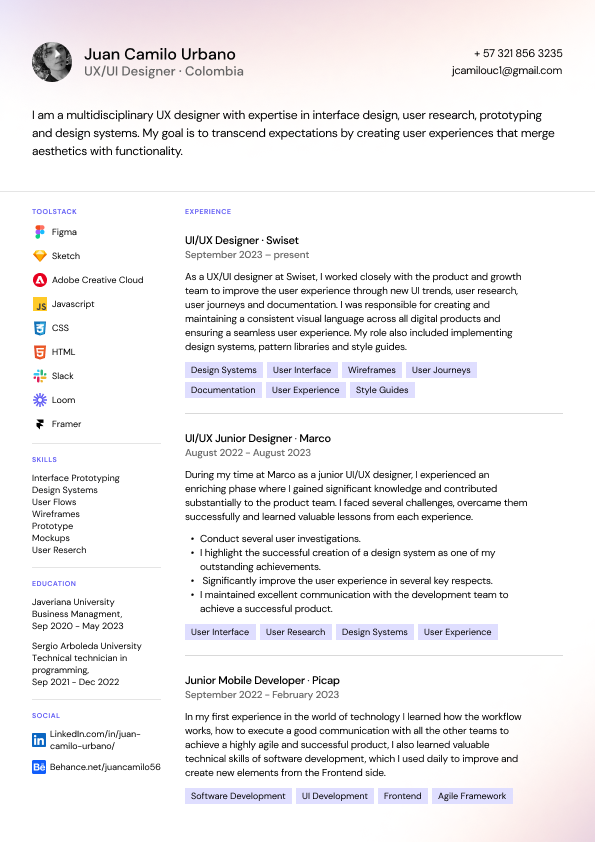 Juan Camilo Urbano
UX/UI Designer · Colombia
+ 57 321 856 3235
jcamilouc1@gmail.com
I am a multidisciplinary UX designer with expertise in interface design, user research, prototyping
and design systems. My goal is to transcend expectations by creating user experiences that merge
aesthetics with functionality.
TOOLSTACK
Figma
Sketch
Adobe Creative Cloud
JS Javascript
CSS
HTML
Slack
Loom
Framer
SKILLS
Interface Prototyping
Design Systems
User Flows
Wireframes
Prototype
Mockups
User Reserch
EDUCATION
Javeriana University
Business Managment,
Sep 2020 - May 2023
Sergio Arboleda University
Technical technician in
programming,
Sep 2021 - Dec 2022
SOCIAL
in LinkedIn.com/in/juan-
camilo-urbano/
Bē Behance.net/juancamilo56
EXPERIENCE
UI/UX Designer · Swiset
September 2023 – present
As a UX/UI designer at Swiset, I worked closely with the product and growth
team to improve the user experience through new UI trends, user research,
user journeys and documentation. I was responsible for creating and
maintaining a consistent visual language across all digital products and
ensuring a seamless user experience. My role also included implementing
design systems, pattern libraries and style guides.
Design Systems User Interface Wireframes User Journeys
Documentation User Experience Style Guides
UI/UX Junior Designer · Marco
August 2022 - August 2023
During my time at Marco as a junior UI/UX designer, I experienced an
enriching phase where I gained significant knowledge and contributed
substantially to the product team. I faced several challenges, overcame them
successfully and learned valuable lessons from each experience.
• Conduct several user investigations.
• I highlight the successful creation of a design system as one of my
outstanding achievements.
• Significantly improve the user experience in several key respects.
• I maintained excellent communication with the development team to
achieve a successful product.
User Interface User Research Design Systems User Experience
Junior Mobile Developer · Picap
September 2022 - February 2023
In my first experience in the world of technology I learned how the workflow
works, how to execute a good communication with all the other teams to
achieve a highly agile and successful product, I also learned valuable
technical skills of software development, which I used daily to improve and
create new elements from the Frontend side.
Software Development UI Development Frontend Agile Framework